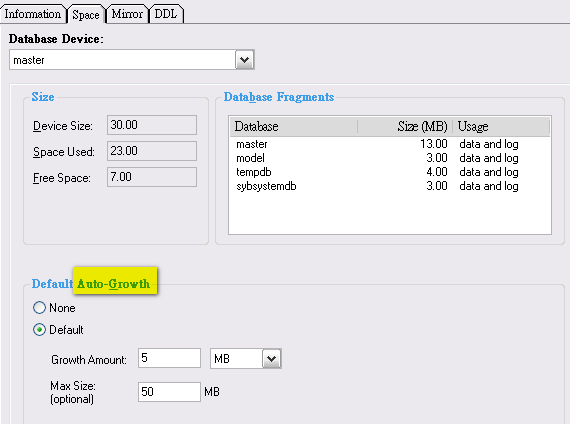 Information Space Mirror DDL
Database Device:
master
Size
Device Size: 30.00
Space Used: 23.00
Free Space: 7.00
Database Fragments
Database Size (MB) Usage
master 13.00 data and log
model 3.00 data and log
tempdb 4.00 data and log
sybsystemdb 3.00 data and log
Default Auto-Growth
None
Default
Growth Amount: 5 MB
Max Size: 50 MB
(optional)